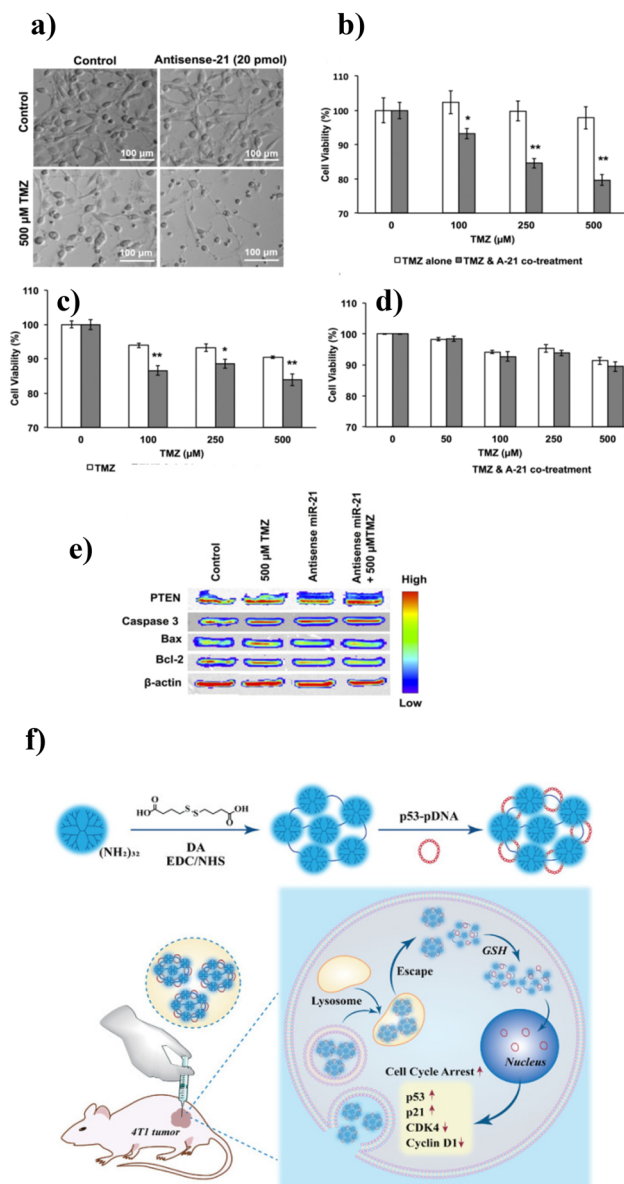 a)
Control
Antisense-21 (20 pmol)
Control
100 μm
100 μm
500 μM TMZ
100 μm
100 μm
b)
Cell Viability (%)
110
100
90
80
70
*
**
**
0
100
250
500
TMZ (μM)
TMZ alone
TMZ & A-21 co-treatment
c)
Cell Viability (%)
110
100
90
80
70
**
*
**
0
100
250
500
TMZ (μM)
TMZ
d)
Cell Viability (%)
110
100
90
80
70
0
50
100
250
500
TMZ (μM)
TMZ & A-21 co-treatment
e)
Control
500 μM TMZ
Antisense miR-21
Antisense miR-21
+ 500 μMTMZ
PTEN
Caspase 3
Bax
Bcl-2
β-actin
High
Low
f)
(NH₂)₃₂
HO
O
S-S
O
OH
DA
EDC/NHS
p53-pDNA
4T1 tumor
Lysosome
Escape
GSH
Nucleus
Cell Cycle Arrest ↑
p53 ↑
p21 ↑
CDK4 ↓
Cyclin D1↓